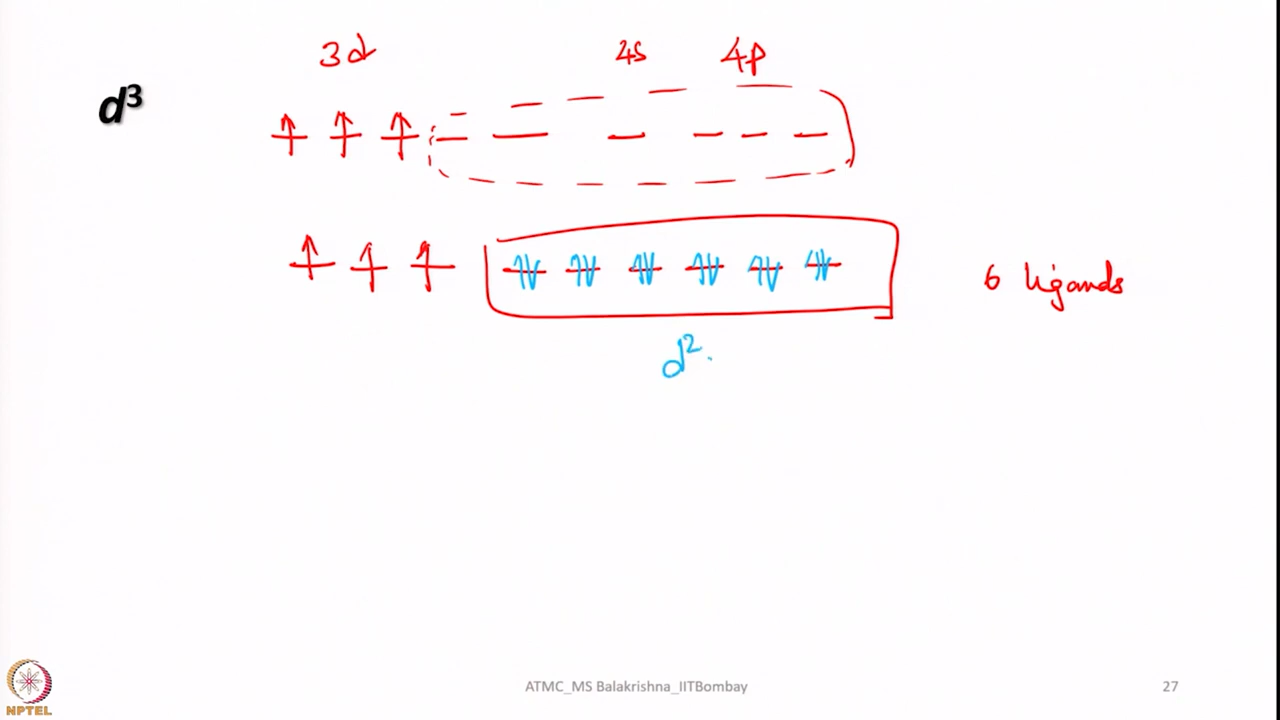 3d 4s 4p
d³
6 ligands
d².
NPTEL
ATMC_MS Balakrishna_IITBombay 27